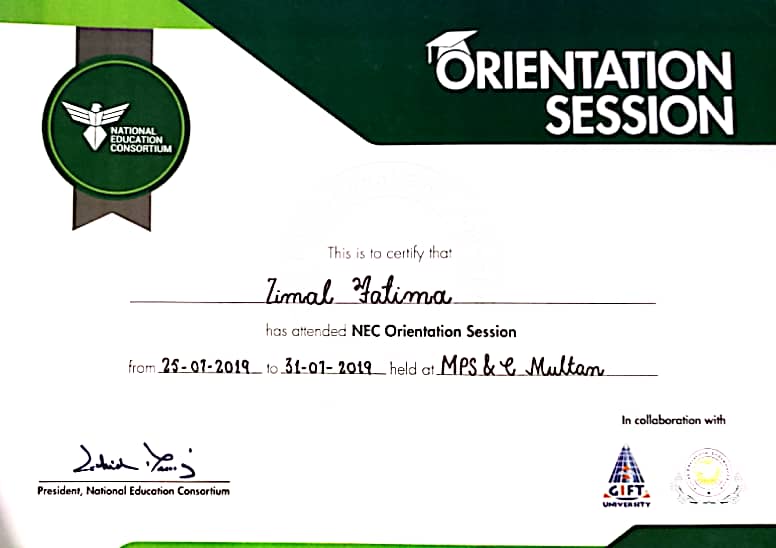 ORIENTATION
SESSION
NATIONAL
EDUCATION
CONSORTIUM
This is to certify that
Zimal Fatima
has attended NEC Orientation Session
from 25-07-2019 to 31-07-2019 held at MPS & C Multan
In collaboration with
GIFT
UNIVERSITY
President, National Education Consortium